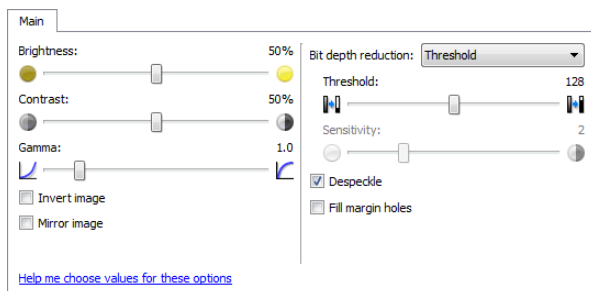 Main
Brightness: 50%
Contrast: 50%
Gamma: 1.0
Invert image
Mirror image
Help me choose values for these options
Bit depth reduction: Threshold
Threshold: 128
Sensitivity: 2
Despeckle
Fill margin holes